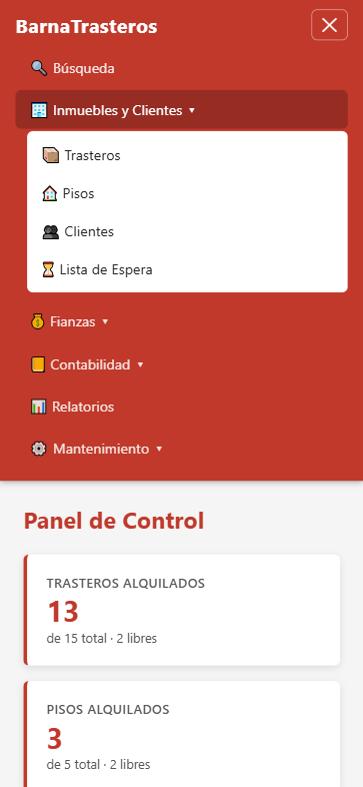 BarnaTrasteros
Búsqueda
Inmuebles y Clientes ▾
Trasteros
Pisos
Clientes
Lista de Espera
Fianzas ▾
Contabilidad ▾
Relatorios
Mantenimiento ▾
Panel de Control
TRASTEROS ALQUILADOS
13
de 15 total · 2 libres
PISOS ALQUILADOS
3
de 5 total · 2 libres